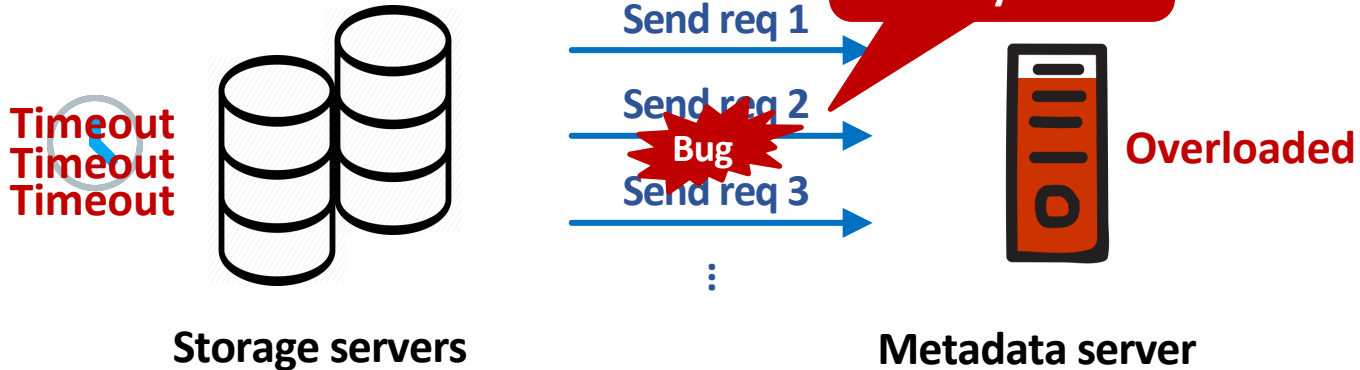 Send req 1
Timeout
Timeout
Timeout
Send req 2
Bug
Send req 3
⋮
Overloaded
Storage servers
Metadata server